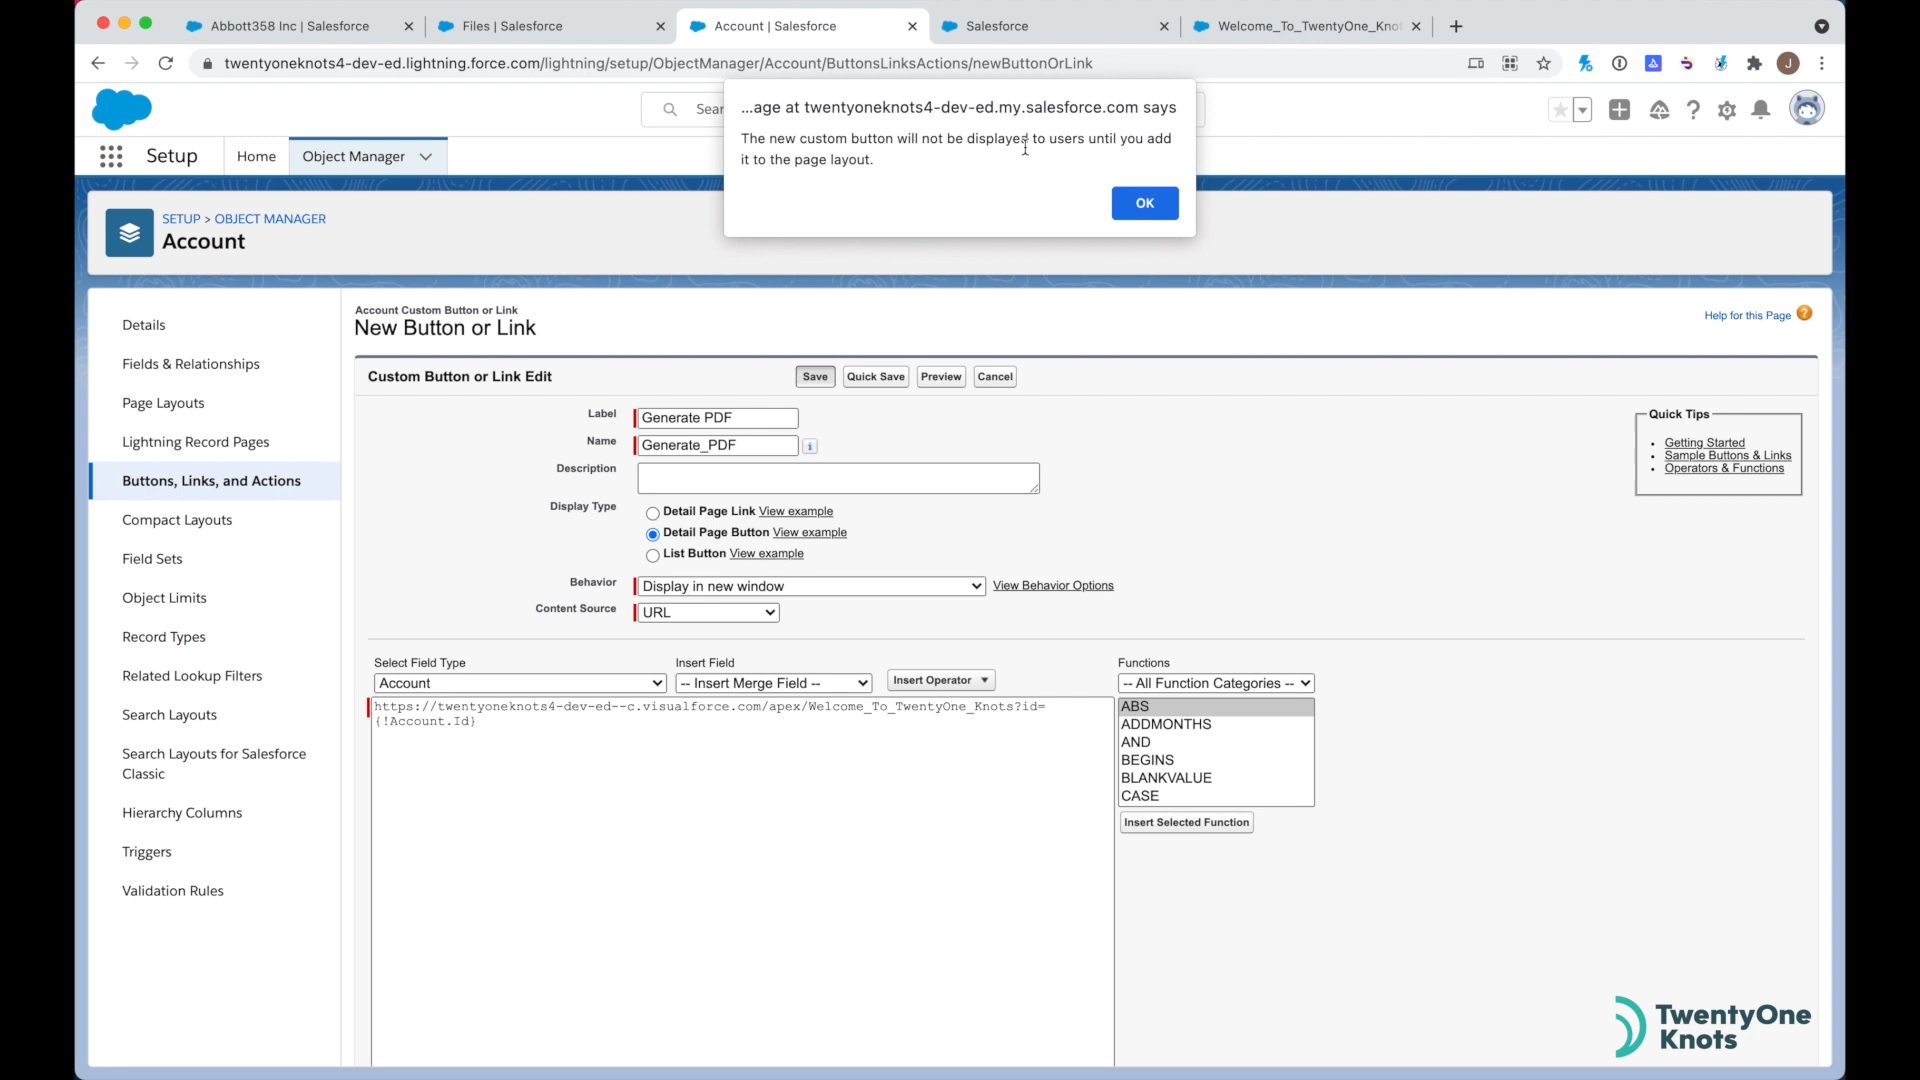 Abbott358 Inc | Salesforce
Files | Salesforce
Account | Salesforce
Salesforce
Welcome_To_TwentyOne_Kno
twentyoneknots4-dev-ed.lightning.force.com/lightning/setup/ObjectManager/Account/ButtonsLinksActions/newButtonOrLink
J
...age at twentyoneknots4-dev-ed.my.salesforce.com says
The new custom button will not be displayed to users until you add
it to the page layout.
OK
Sear
Setup
Home
Object Manager
SETUP > OBJECT MANAGER
Account
Details
Fields & Relationships
Page Layouts
Lightning Record Pages
Buttons, Links, and Actions
Compact Layouts
Field Sets
Object Limits
Record Types
Related Lookup Filters
Search Layouts
Search Layouts for Salesforce
Classic
Hierarchy Columns
Triggers
Validation Rules
Account Custom Button or Link
New Button or Link
Help for this Page
Custom Button or Link Edit
Save
Quick Save
Preview
Cancel
Label
Generate PDF
Name
Generate_PDF
i
Description
Display Type
Detail Page Link View example
Detail Page Button View example
List Button View example
Behavior
Display in new window
View Behavior Options
Content Source
URL
Quick Tips
• Getting Started
• Sample Buttons & Links
• Operators & Functions
Select Field Type
Account
Insert Field
-- Insert Merge Field --
Insert Operator
Functions
-- All Function Categories --
https://twentyoneknots4-dev-ed--c.visualforce.com/apex/Welcome_To_TwentyOne_Knots?id=
{!Account.Id}
ABS
ADDMONTHS
AND
BEGINS
BLANKVALUE
CASE
Insert Selected Function
TwentyOne
Knots